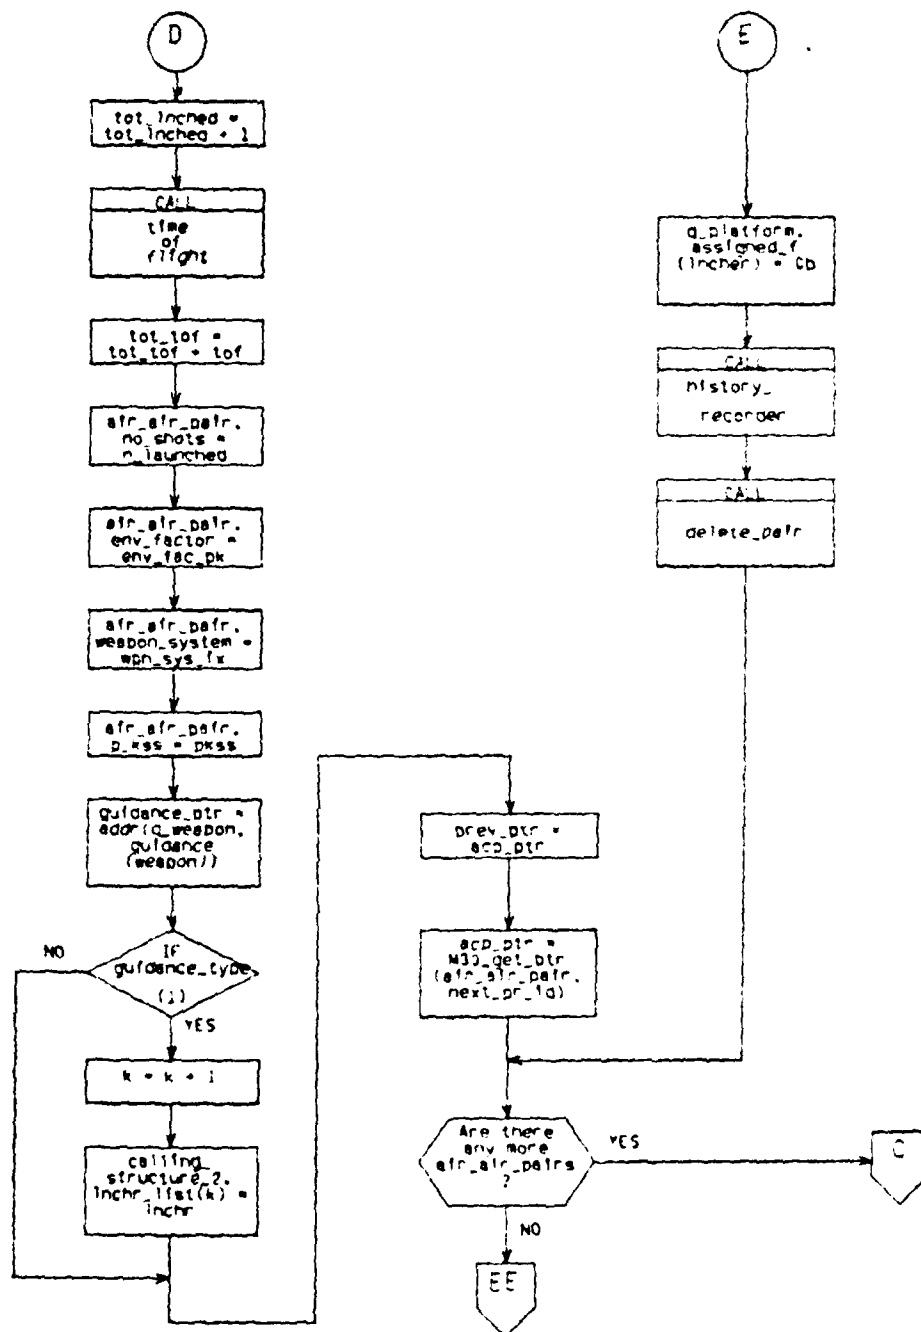 D
tot_lnched =
tot_lnched + 1
CALL
time
of
flight
tot_tof =
tot_tof + tof
air_air_pair.
no_shots =
n_launched
air_air_pair.
env_factor =
env_fac_pk
air_air_pair.
weapon_system =
wpn_sys_ix
air_air_pair.
p_kss = pkss
guidance_ptr =
addr(q_weapon.
guidance
(weapon))
IF
guidance_type
(1)
NO
YES
k = k + 1
calling_
structure_2.
lnchr_list(k) =
lnchr
prev_ptr =
acp_ptr
acp_ptr =
_get_ptr
(air_air_pair.
next_pr_id)
Are there
any more
air_air_pairs
?
YES
C
NO
EE
E
q_platform.
assigned_f
(lncher) = 0b
CALL
history_
recorder
CALL
delete_pair